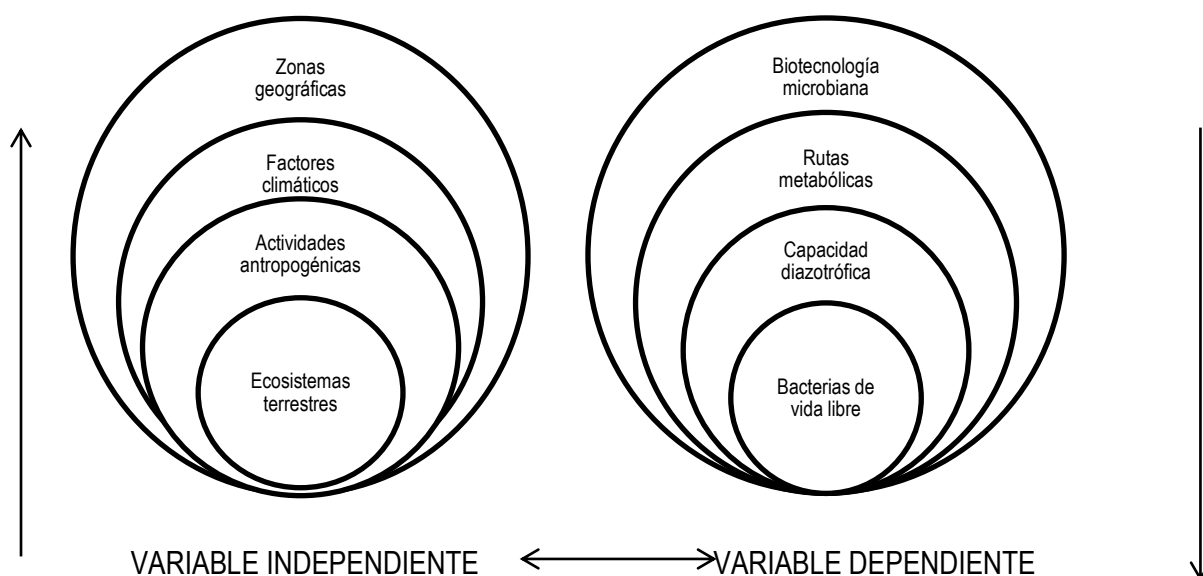 Zonas
geográficas
Factores
climáticos
Actividades
antropogénicas
Ecosistemas
terrestres
Biotecnología
microbiana
Rutas
metabólicas
Capacidad
diazotrófica
Bacterias de
vida libre
VARIABLE INDEPENDIENTE
VARIABLE DEPENDIENTE